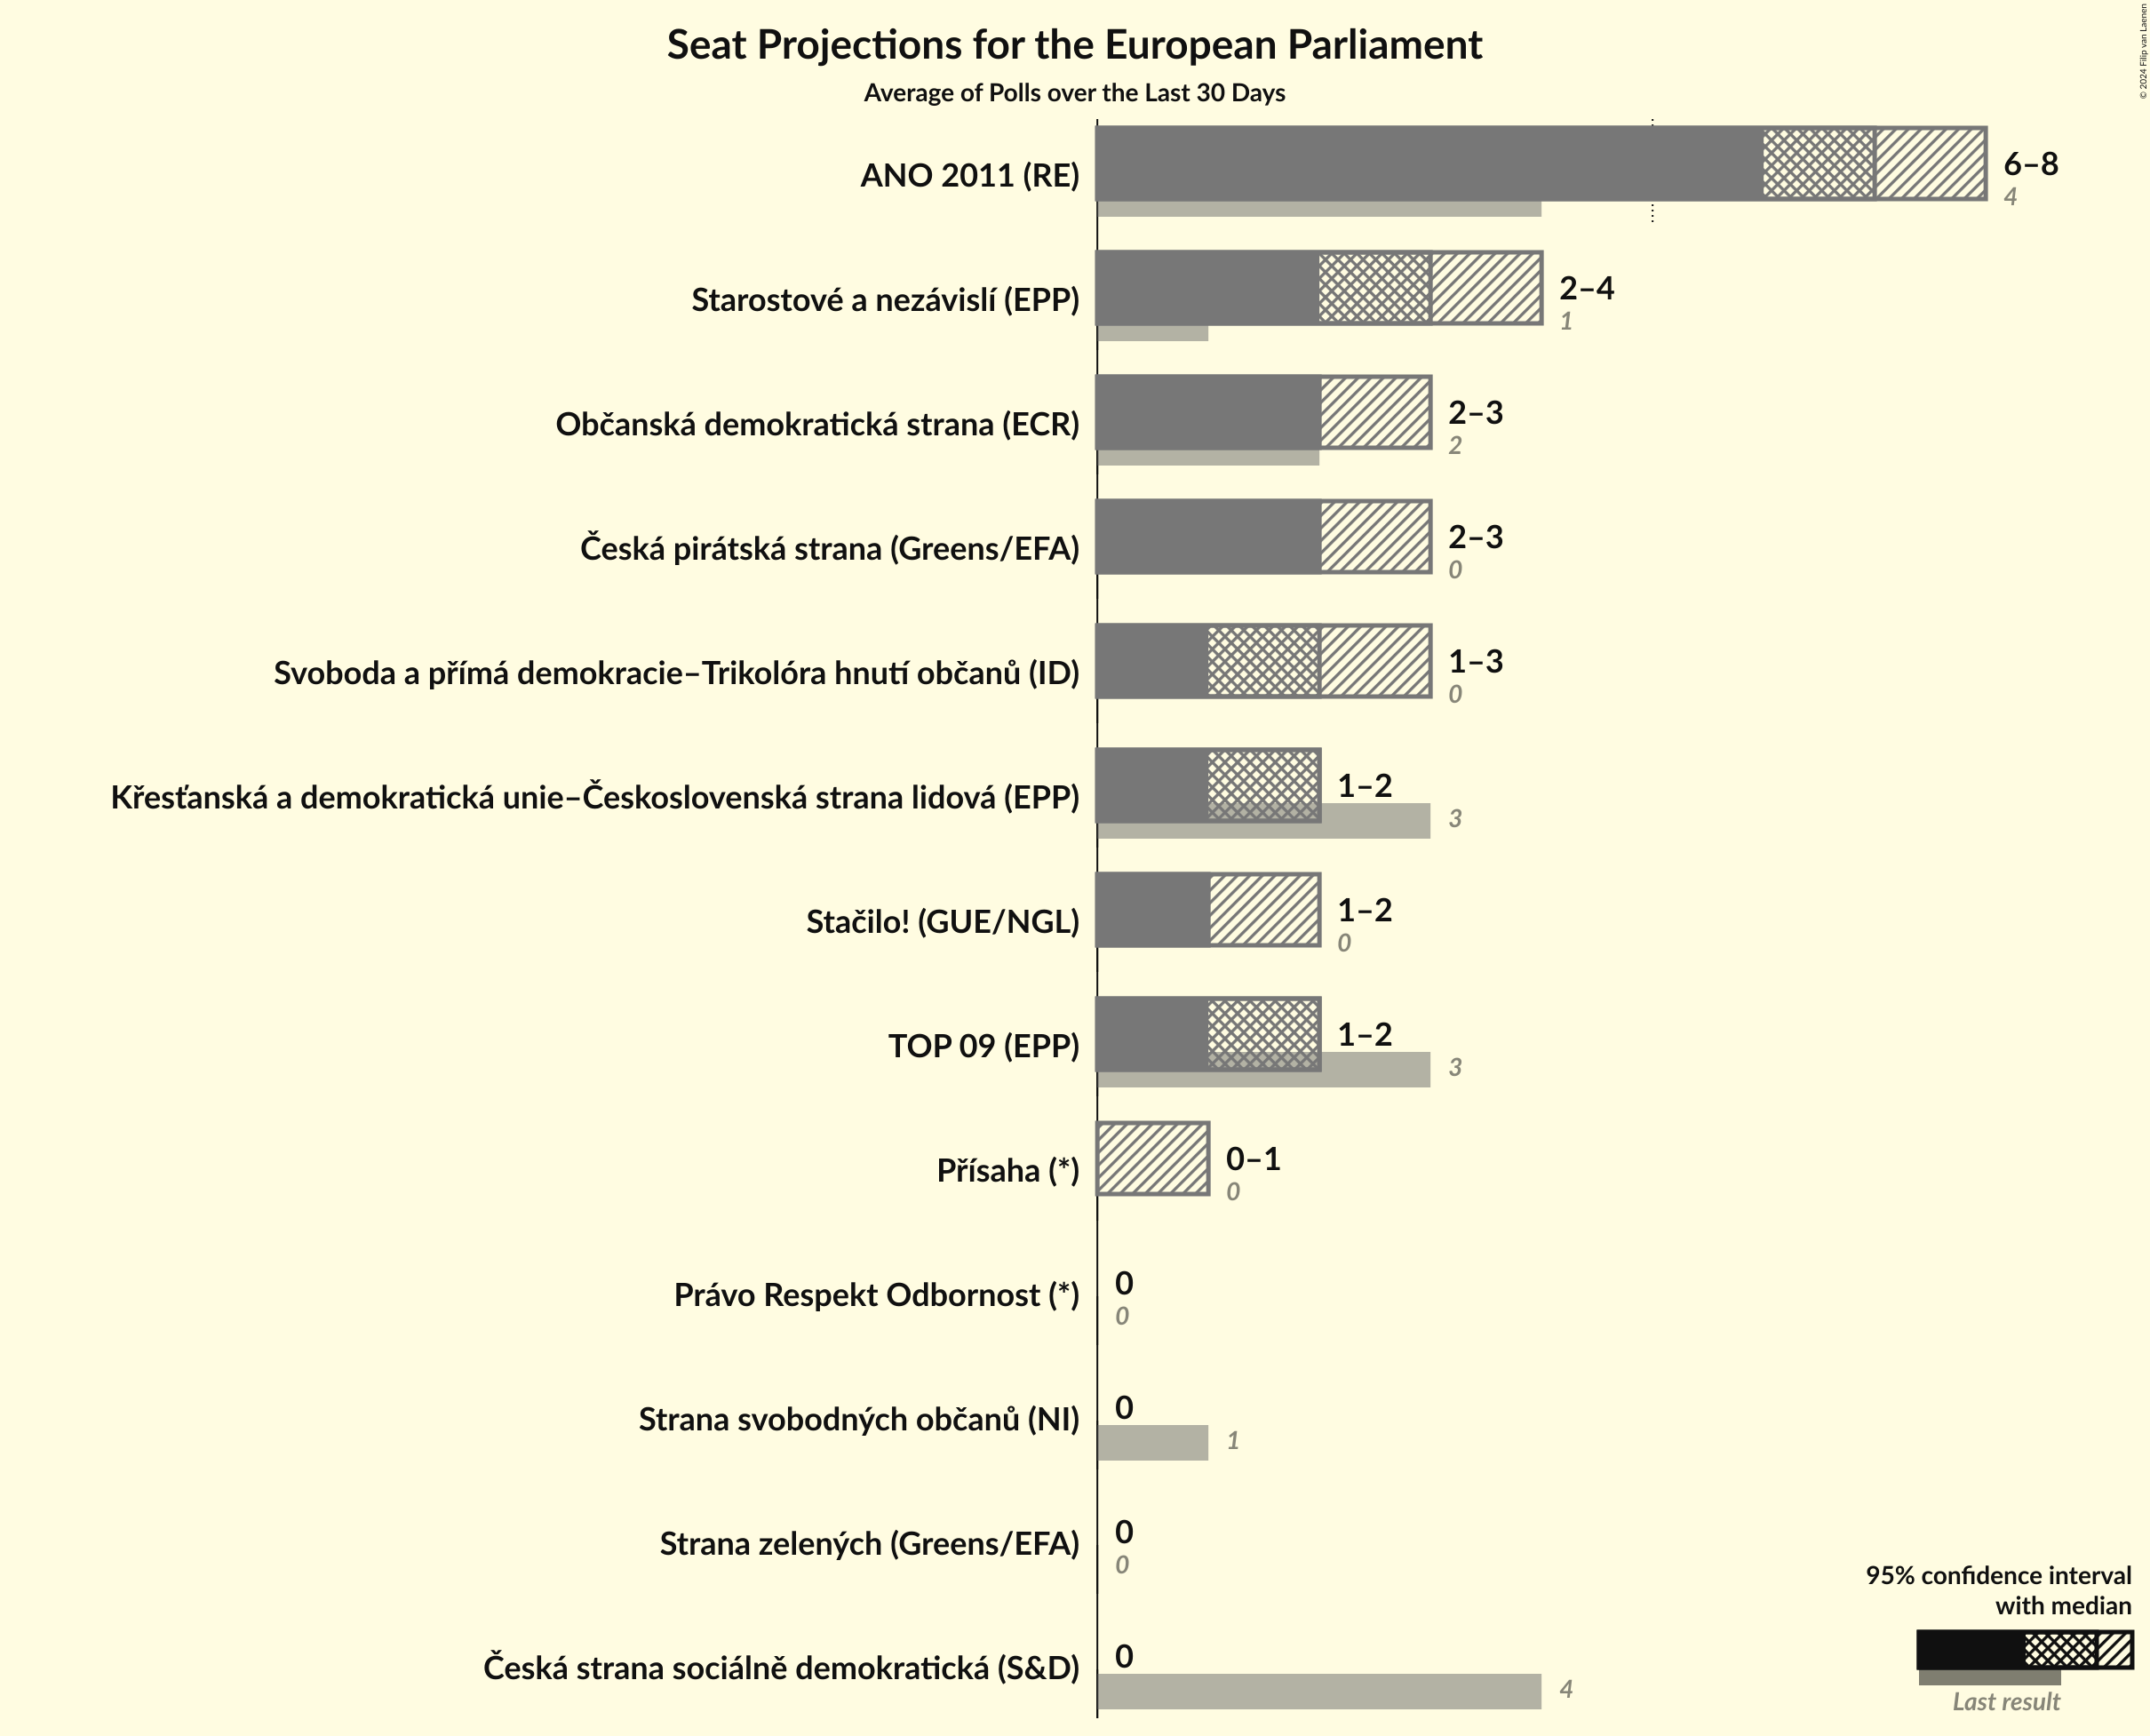 Seat Projections for the European Parliament
Average of Polls over the Last 30 Days
© 2024 Filip van Laenen
ANO 2011 (RE)
6–8
4
Starostové a nezávislí (EPP)
2–4
1
Občanská demokratická strana (ECR)
2–3
2
Česká pirátská strana (Greens/EFA)
2–3
0
Svoboda a přímá demokracie–Trikolóra hnutí občanů (ID)
1–3
0
Křesťanská a demokratická unie–Československá strana lidová (EPP)
1–2
3
Stačilo! (GUE/NGL)
1–2
0
TOP 09 (EPP)
1–2
3
Přísaha (*)
0–1
0
Právo Respekt Odbornost (*)
0
0
Strana svobodných občanů (NI)
0
1
Strana zelených (Greens/EFA)
0
0
Česká strana sociálně demokratická (S&D)
0
4
95% confidence interval
with median
Last result